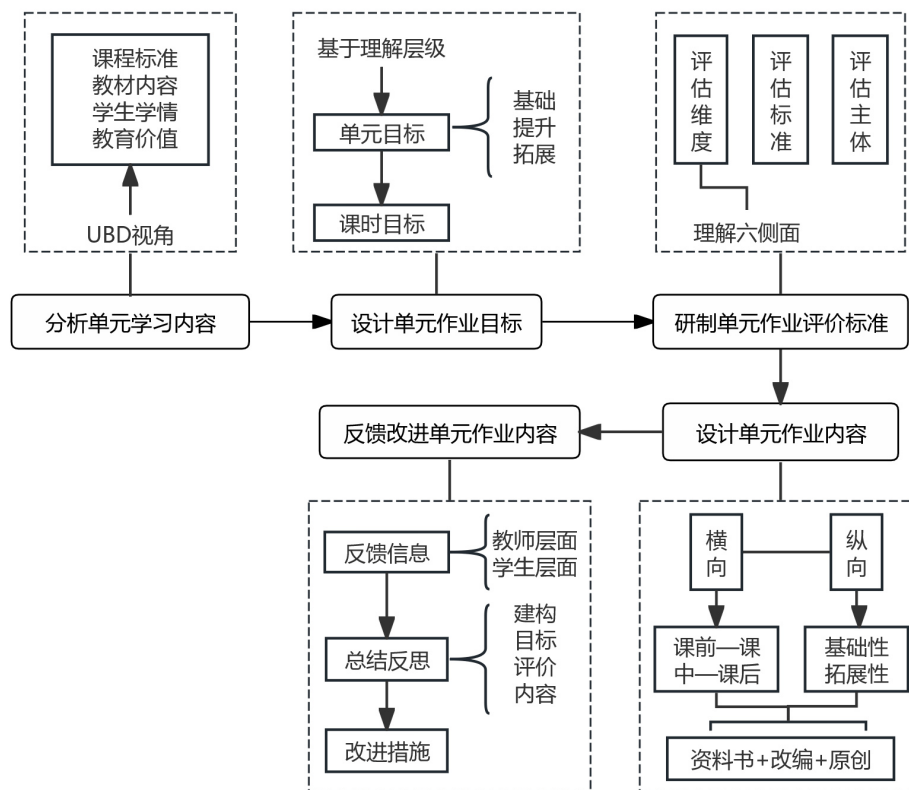 课程标准
教材内容
学生学情
教育价值
UBD视角
基于理解层级
单元目标
基础
提升
拓展
课时目标
评估维度
评估标准
评估主体
理解六侧面
分析单元学习内容
设计单元作业目标
研制单元作业评价标准
反馈改进单元作业内容
设计单元作业内容
反馈信息
教师层面
学生层面
总结反思
建构
目标
评价
内容
改进措施
横向
纵向
课前—课
中—课后
基础性
拓展性
资料书+改编+原创